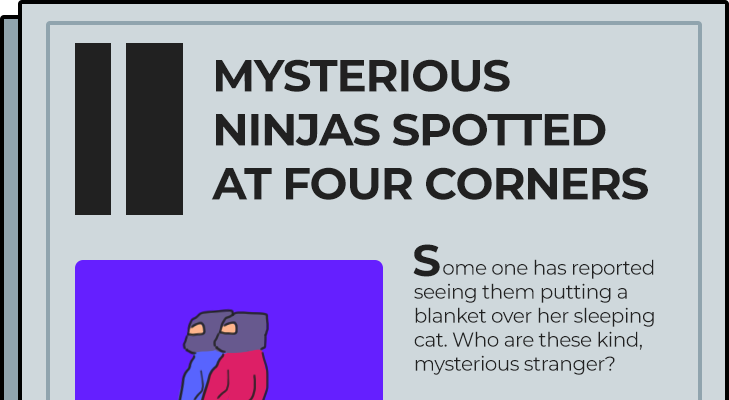 MYSTERIOUS
NINJAS SPOTTED
AT FOUR CORNERS
Some one has reported
seeing them putting a
blanket over her sleeping
cat. Who are these kind,
mysterious stranger?